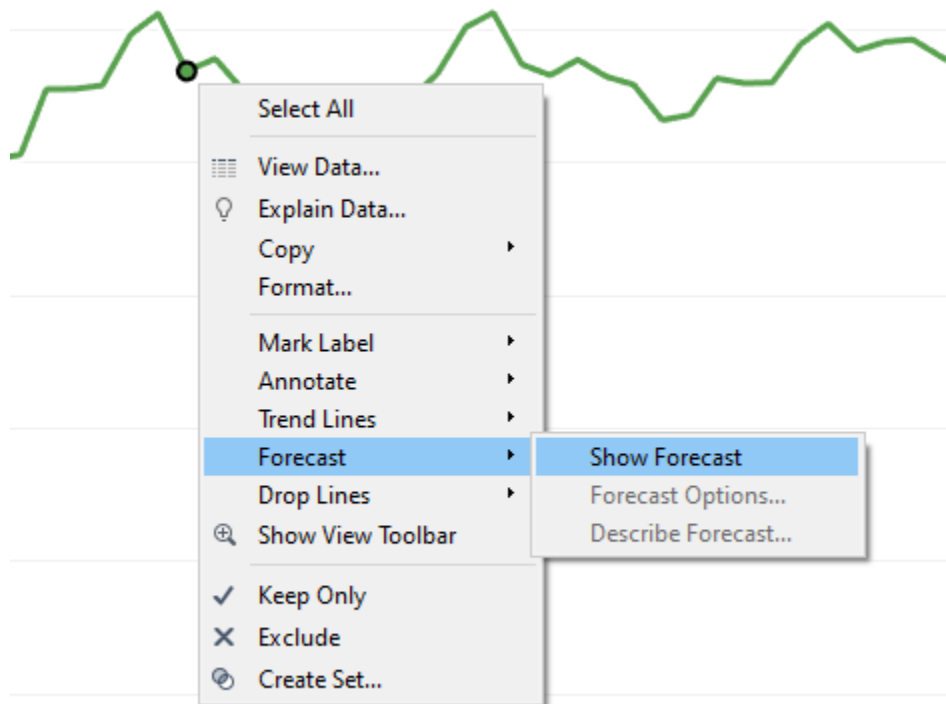 Select All
View Data...
Explain Data...
Copy
Format...
Mark Label
Annotate
Trend Lines
Forecast
Show Forecast
Drop Lines
Forecast Options...
Show View Toolbar
Describe Forecast...
Keep Only
Exclude
Create Set...